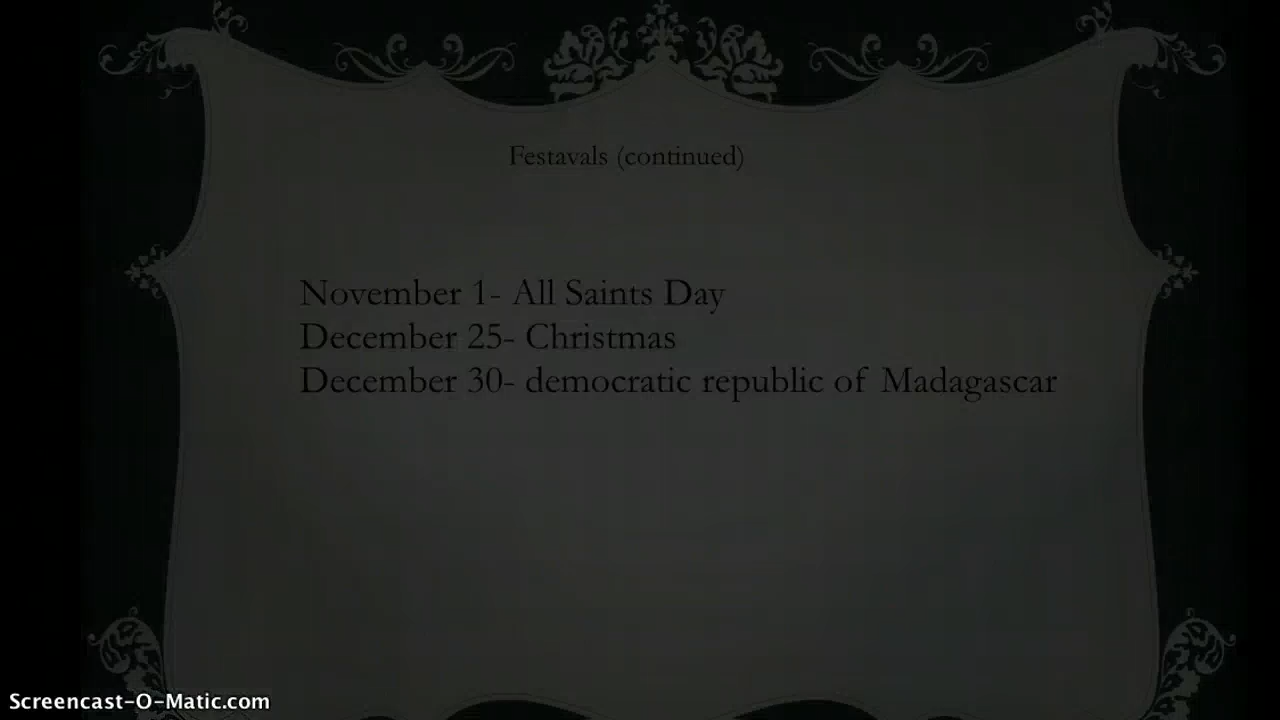 Festavals (continued)
November 1- All Saints Day
December 25- Christmas
December 30- democratic republic of Madagascar
Screencast-O-Matic.com